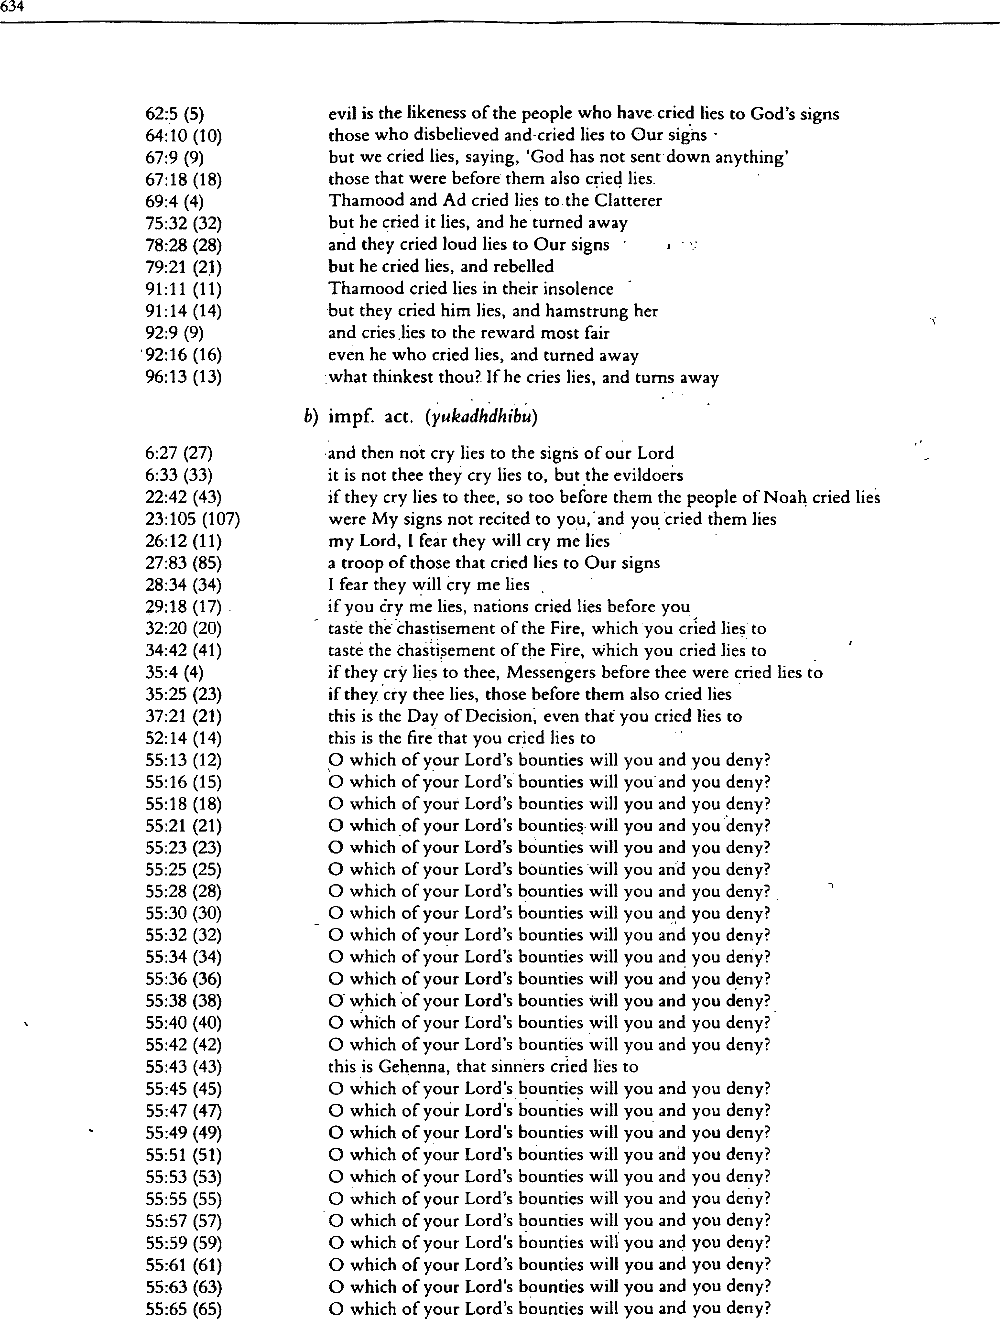 634
62:5 (5) evil is the likeness of the people who have cried lies to God's signs
64:10 (10) those who disbelieved and cried lies to Our signs
67:9 (9) but we cried lies, saying, 'God has not sent down anything'
67:18 (18) those that were before them also cried lies.
69:4 (4) Thamood and Ad cried lies to the Clatterer
75:32 (32) but he cried it lies, and he turned away
78:28 (28) and they cried loud lies to Our signs
79:21 (21) but he cried lies, and rebelled
91:11 (11) Thamood cried lies in their insolence
91:14 (14) but they cried him lies, and hamstrung her
92:9 (9) and cries lies to the reward most fair
92:16 (16) even he who cried lies, and turned away
96:13 (13) what thinkest thou? If he cries lies, and turns away
b) impf. act. (yukadhdhibu)
6:27 (27) and then not cry lies to the signs of our Lord
6:33 (33) it is not thee they cry lies to, but the evildoers
22:42 (43) if they cry lies to thee, so too before them the people of Noah cried lies
23:105 (107) were My signs not recited to you, and you cried them lies
26:12 (11) my Lord, I fear they will cry me lies
27:83 (85) a troop of those that cried lies to Our signs
28:34 (34) I fear they will cry me lies
29:18 (17) if you cry me lies, nations cried lies before you
32:20 (20) taste the chastisement of the Fire, which you cried lies to
34:42 (41) taste the chastisement of the Fire, which you cried lies to
35:4 (4) if they cry lies to thee, Messengers before thee were cried lies to
35:25 (23) if they cry thee lies, those before them also cried lies
37:21 (21) this is the Day of Decision, even that you cried lies to
52:14 (14) this is the fire that you cried lies to
55:13 (12) O which of your Lord's bounties will you and you deny?
55:16 (15) O which of your Lord's bounties will you and you deny?
55:18 (18) O which of your Lord's bounties will you and you deny?
55:21 (21) O which of your Lord's bounties will you and you deny?
55:23 (23) O which of your Lord's bounties will you and you deny?
55:25 (25) O which of your Lord's bounties will you and you deny?
55:28 (28) O which of your Lord's bounties will you and you deny?
55:30 (30) O which of your Lord's bounties will you and you deny?
55:32 (32) O which of your Lord's bounties will you and you deny?
55:34 (34) O which of your Lord's bounties will you and you deny?
55:36 (36) O which of your Lord's bounties will you and you deny?
55:38 (38) O which of your Lord's bounties will you and you deny?
55:40 (40) O which of your Lord's bounties will you and you deny?
55:42 (42) O which of your Lord's bounties will you and you deny?
55:43 (43) this is Gehenna, that sinners cried lies to
55:45 (45) O which of your Lord's bounties will you and you deny?
55:47 (47) O which of your Lord's bounties will you and you deny?
55:49 (49) O which of your Lord's bounties will you and you deny?
55:51 (51) O which of your Lord's bounties will you and you deny?
55:53 (53) O which of your Lord's bounties will you and you deny?
55:55 (55) O which of your Lord's bounties will you and you deny?
55:57 (57) O which of your Lord's bounties will you and you deny?
55:59 (59) O which of your Lord's bounties will you and you deny?
55:61 (61) O which of your Lord's bounties will you and you deny?
55:63 (63) O which of your Lord's bounties will you and you deny?
55:65 (65) O which of your Lord's bounties will you and you deny?